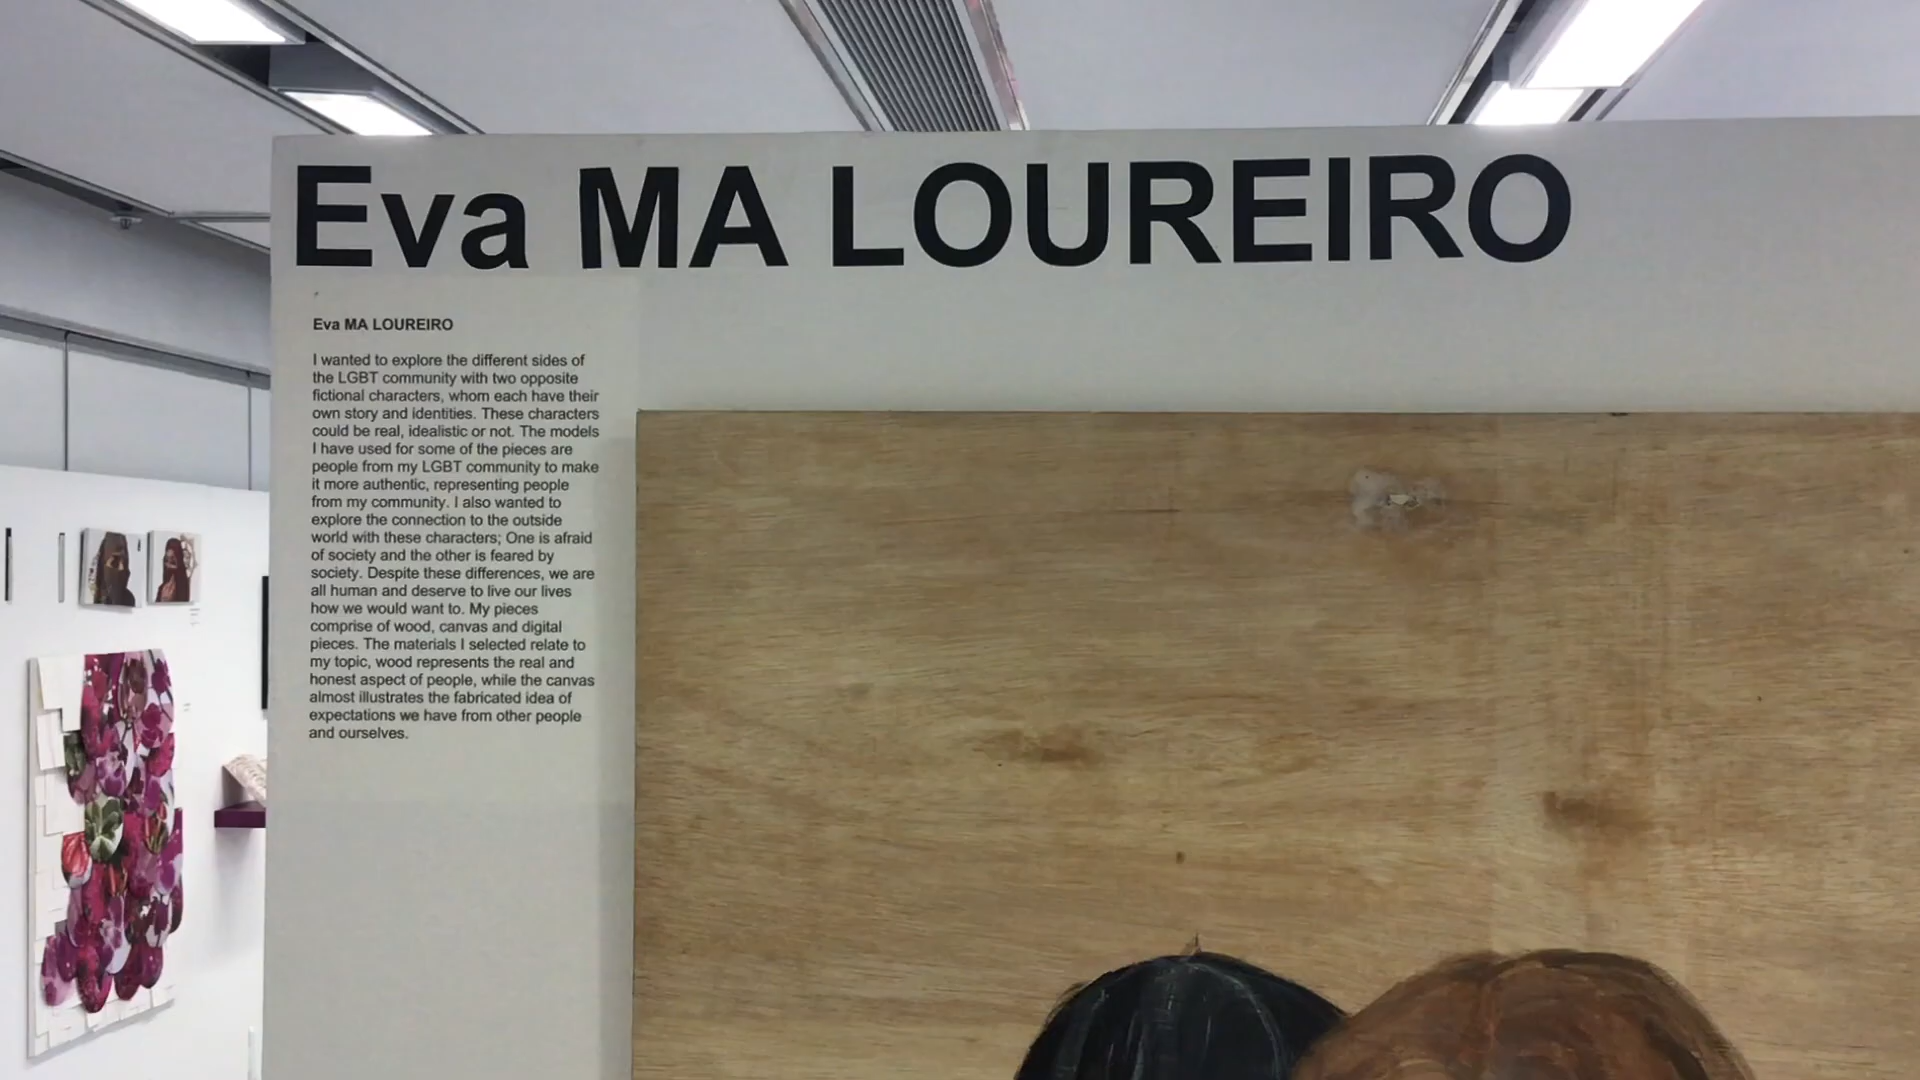 Eva MA LOUREIRO
Eva MA LOUREIRO
I wanted to explore the different sides of
the LGBT community with two opposite
fictional characters, whom each have their
own story and identities. These characters
could be real, idealistic or not. The models
I have used for some of the pieces are
people from my LGBT community to make
it more authentic, representing people
from my community. I also wanted to
explore the connection to the outside
world with these characters; One is afraid
of society and the other is feared by
society. Despite these differences, we are
all human and deserve to live our lives
how we would want to. My pieces
comprise of wood, canvas and digital
pieces. The materials I selected relate to
my topic, wood represents the real and
honest aspect of people, while the canvas
almost illustrates the fabricated idea of
expectations we have from other people
and ourselves.